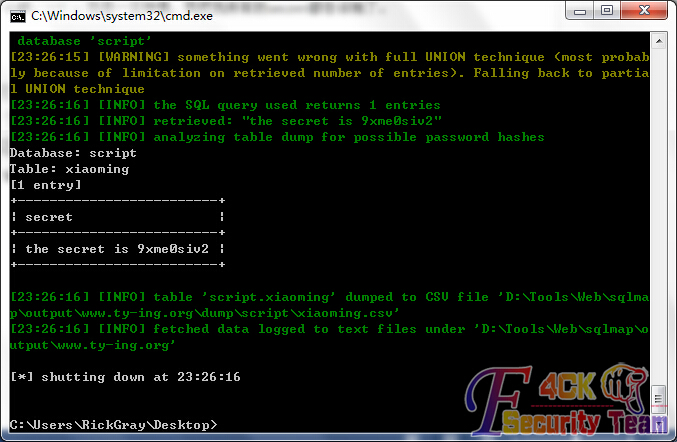 C:\Windows\system32\cmd.exe
database 'script'
[23:26:15] [WARNING] something went wrong with full UNION technique (most probab
ly because of limitation on retrieved number of entries). Falling back to partia
l UNION technique
[23:26:16] [INFO] the SQL query used returns 1 entries
[23:26:16] [INFO] retrieved: "the secret is 9xme0siv2"
[23:26:16] [INFO] analyzing table dump for possible password hashes
Database: script
Table: xiaoming
[1 entry]
+-------------------------+
¦ secret                  ¦
+-------------------------+
¦ the secret is 9xme0siv2 ¦
+-------------------------+
[23:26:16] [INFO] table 'script.xiaoming' dumped to CSV file 'D:\Tools\Web\sqlma
p\output\www.ty-ing.org\dump\script\xiaoming.csv'
[23:26:16] [INFO] fetched data logged to text files under 'D:\Tools\Web\sqlmap\o
utput\www.ty-ing.org'
[*] shutting down at 23:26:16
C:\Users\RickGray\Desktop>
F4CK
Security Team